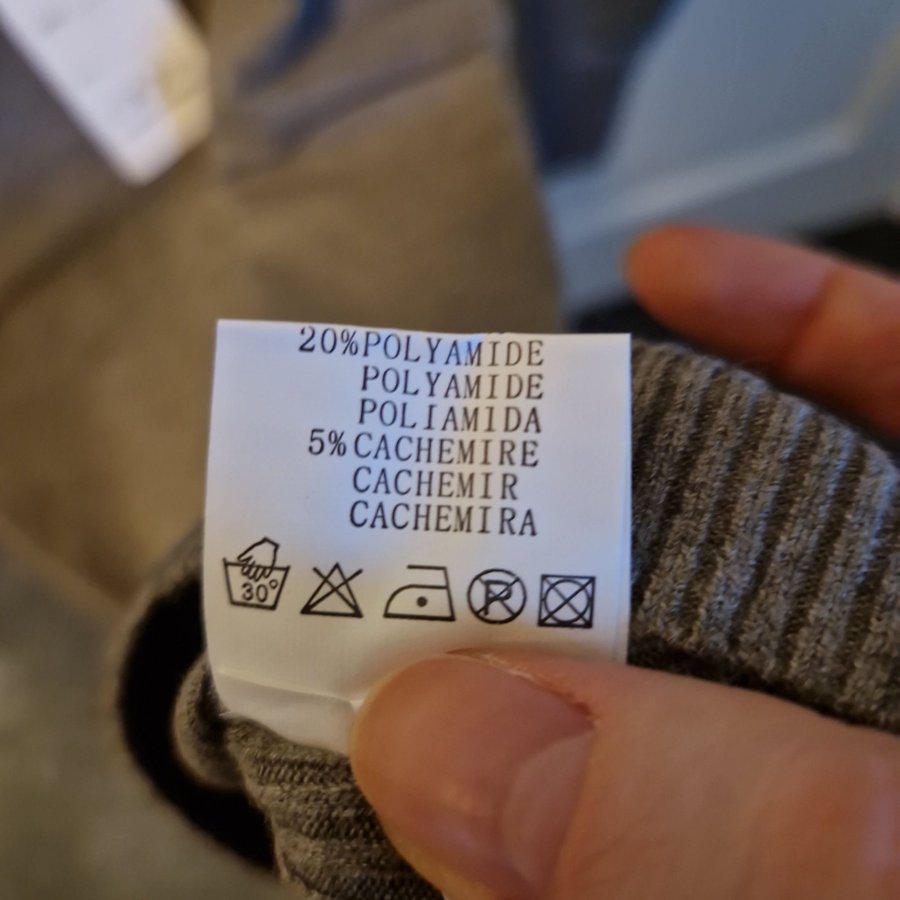 20%POLYAMIDE
POLYAMIDE
POLIAMIDA
5%CACHEMIRE
CACHEMIR
CACHEMIRA
30° P